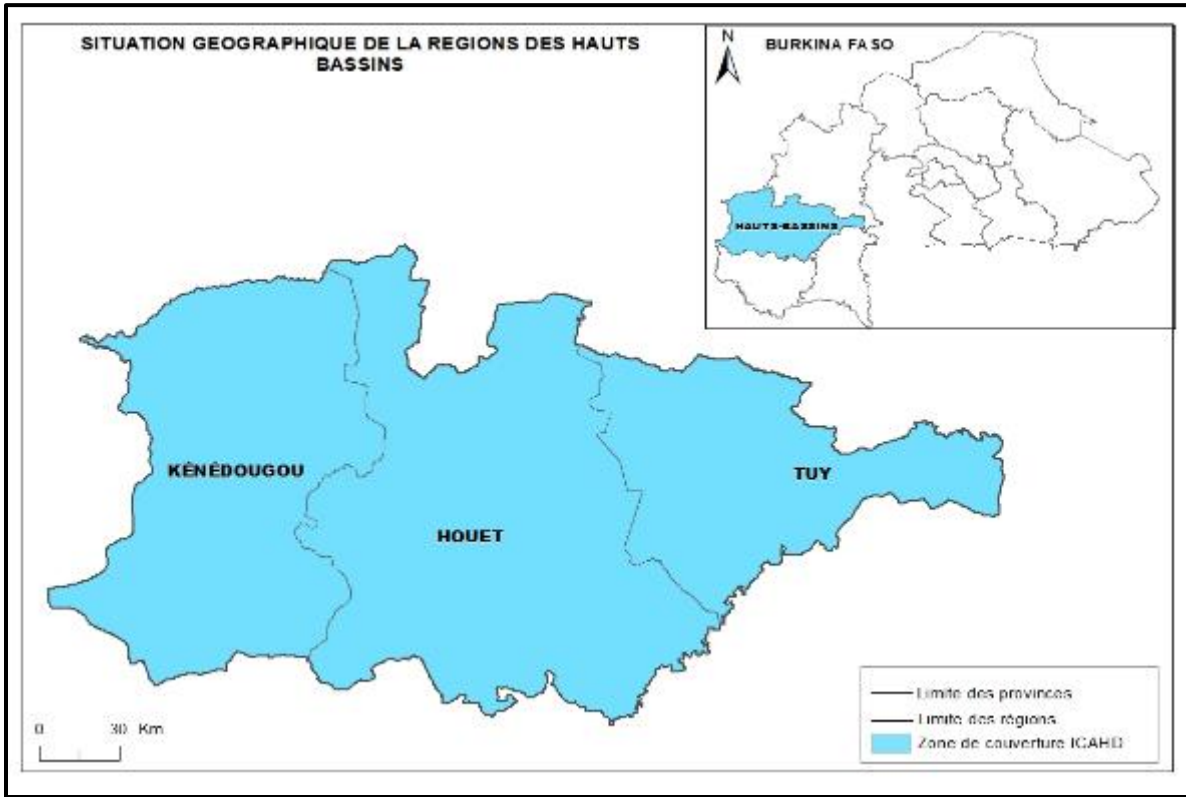 SITUATION GEOGRAPHIQUE DE LA REGIONS DES HAUTS
BASSINS
N
BURKINA FASO
HAUTS-BASSINS
KÉNÉDOUGOU
HOUET
TUY
0 30 Km
Limite des provinces
Limite des régions
Zone de couverture ICAHD